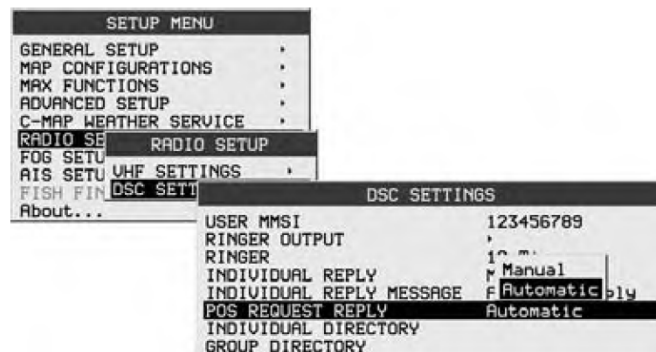 SETUP MENU
GENERAL SETUP
MAP CONFIGURATIONS
MAX FUNCTIONS
ADVANCED SETUP
C-MAP WEATHER SERVICE
RADIO SE
FOG SETU
AIS SETU
FISH FIN
About...
RADIO SETUP
VHF SETTINGS
DSC SETT
DSC SETTINGS
USER MMSI 123456789
RINGER OUTPUT
RINGER
INDIVIDUAL REPLY M
INDIVIDUAL REPLY MESSAGE
POS REQUEST REPLY Automatic
INDIVIDUAL DIRECTORY
GROUP DIRECTORY
Manual
Automatic